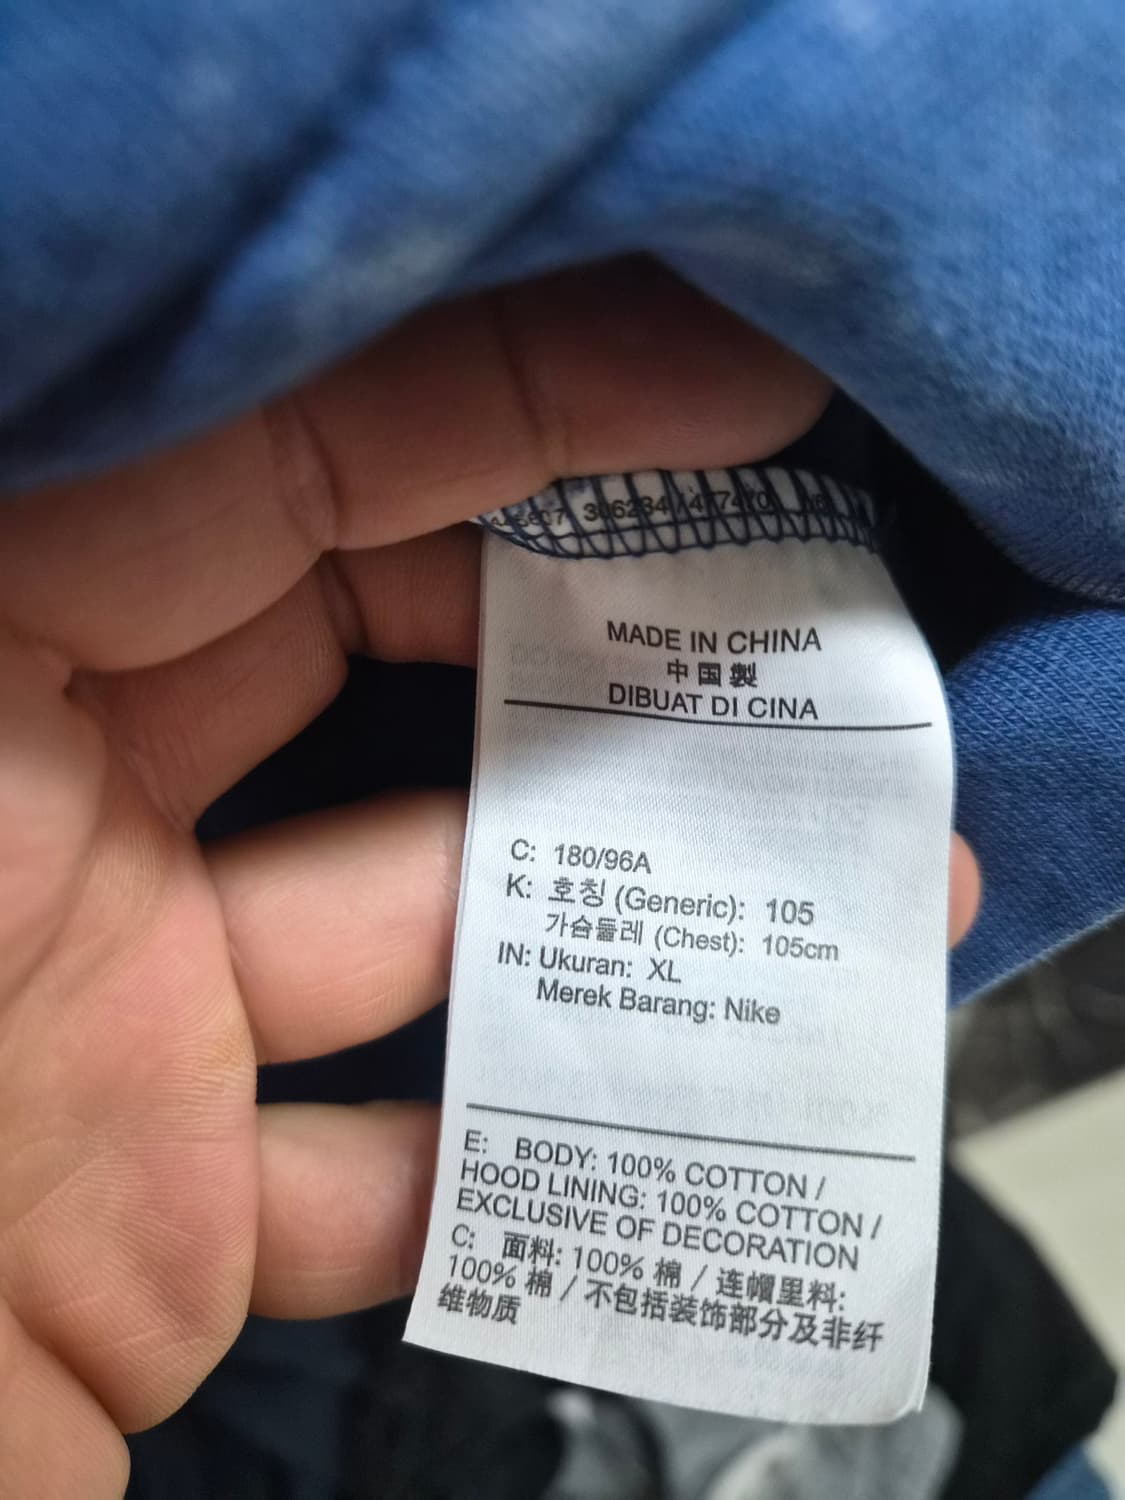 306234 / 477470
MADE IN CHINA
中国製
DIBUAT DI CINA
C: 180/96A
K: 호칭 (Generic): 105
가슴둘레 (Chest): 105cm
IN: Ukuran: XL
Merek Barang: Nike
E: BODY: 100% COTTON /
HOOD LINING: 100% COTTON /
EXCLUSIVE OF DECORATION
C: 面料: 100% 棉 / 连帽里料:
100% 棉 / 不包括装饰部分及非纤
维物质